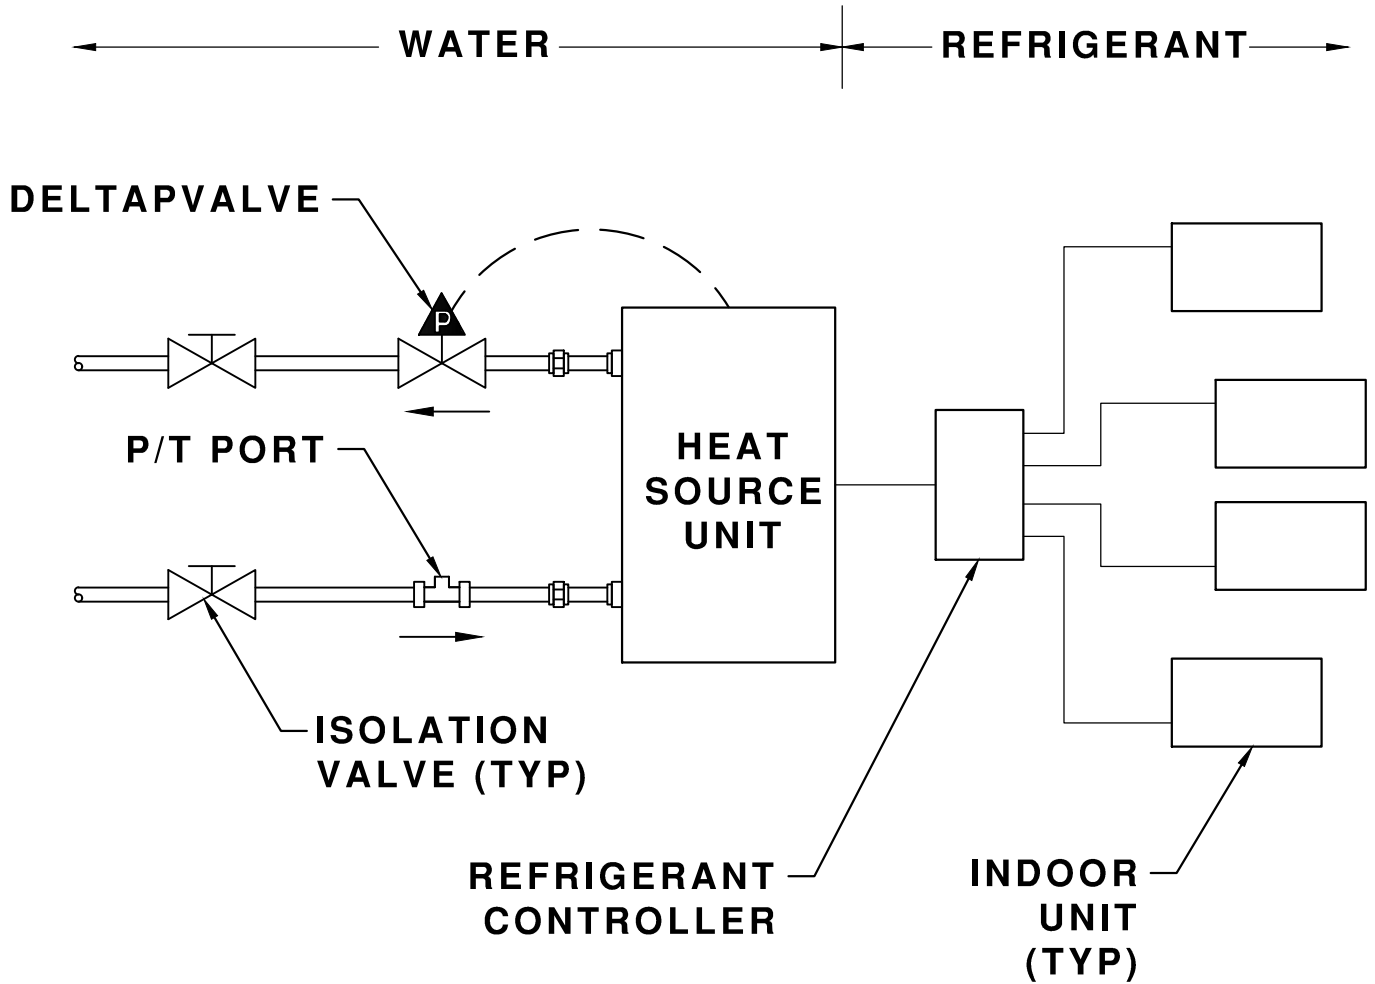 WATER
REFRIGERANT
DELTAPVALVE
P
P/T PORT
HEAT
SOURCE
UNIT
ISOLATION
VALVE (TYP)
REFRIGERANT
CONTROLLER
INDOOR
UNIT
(TYP)